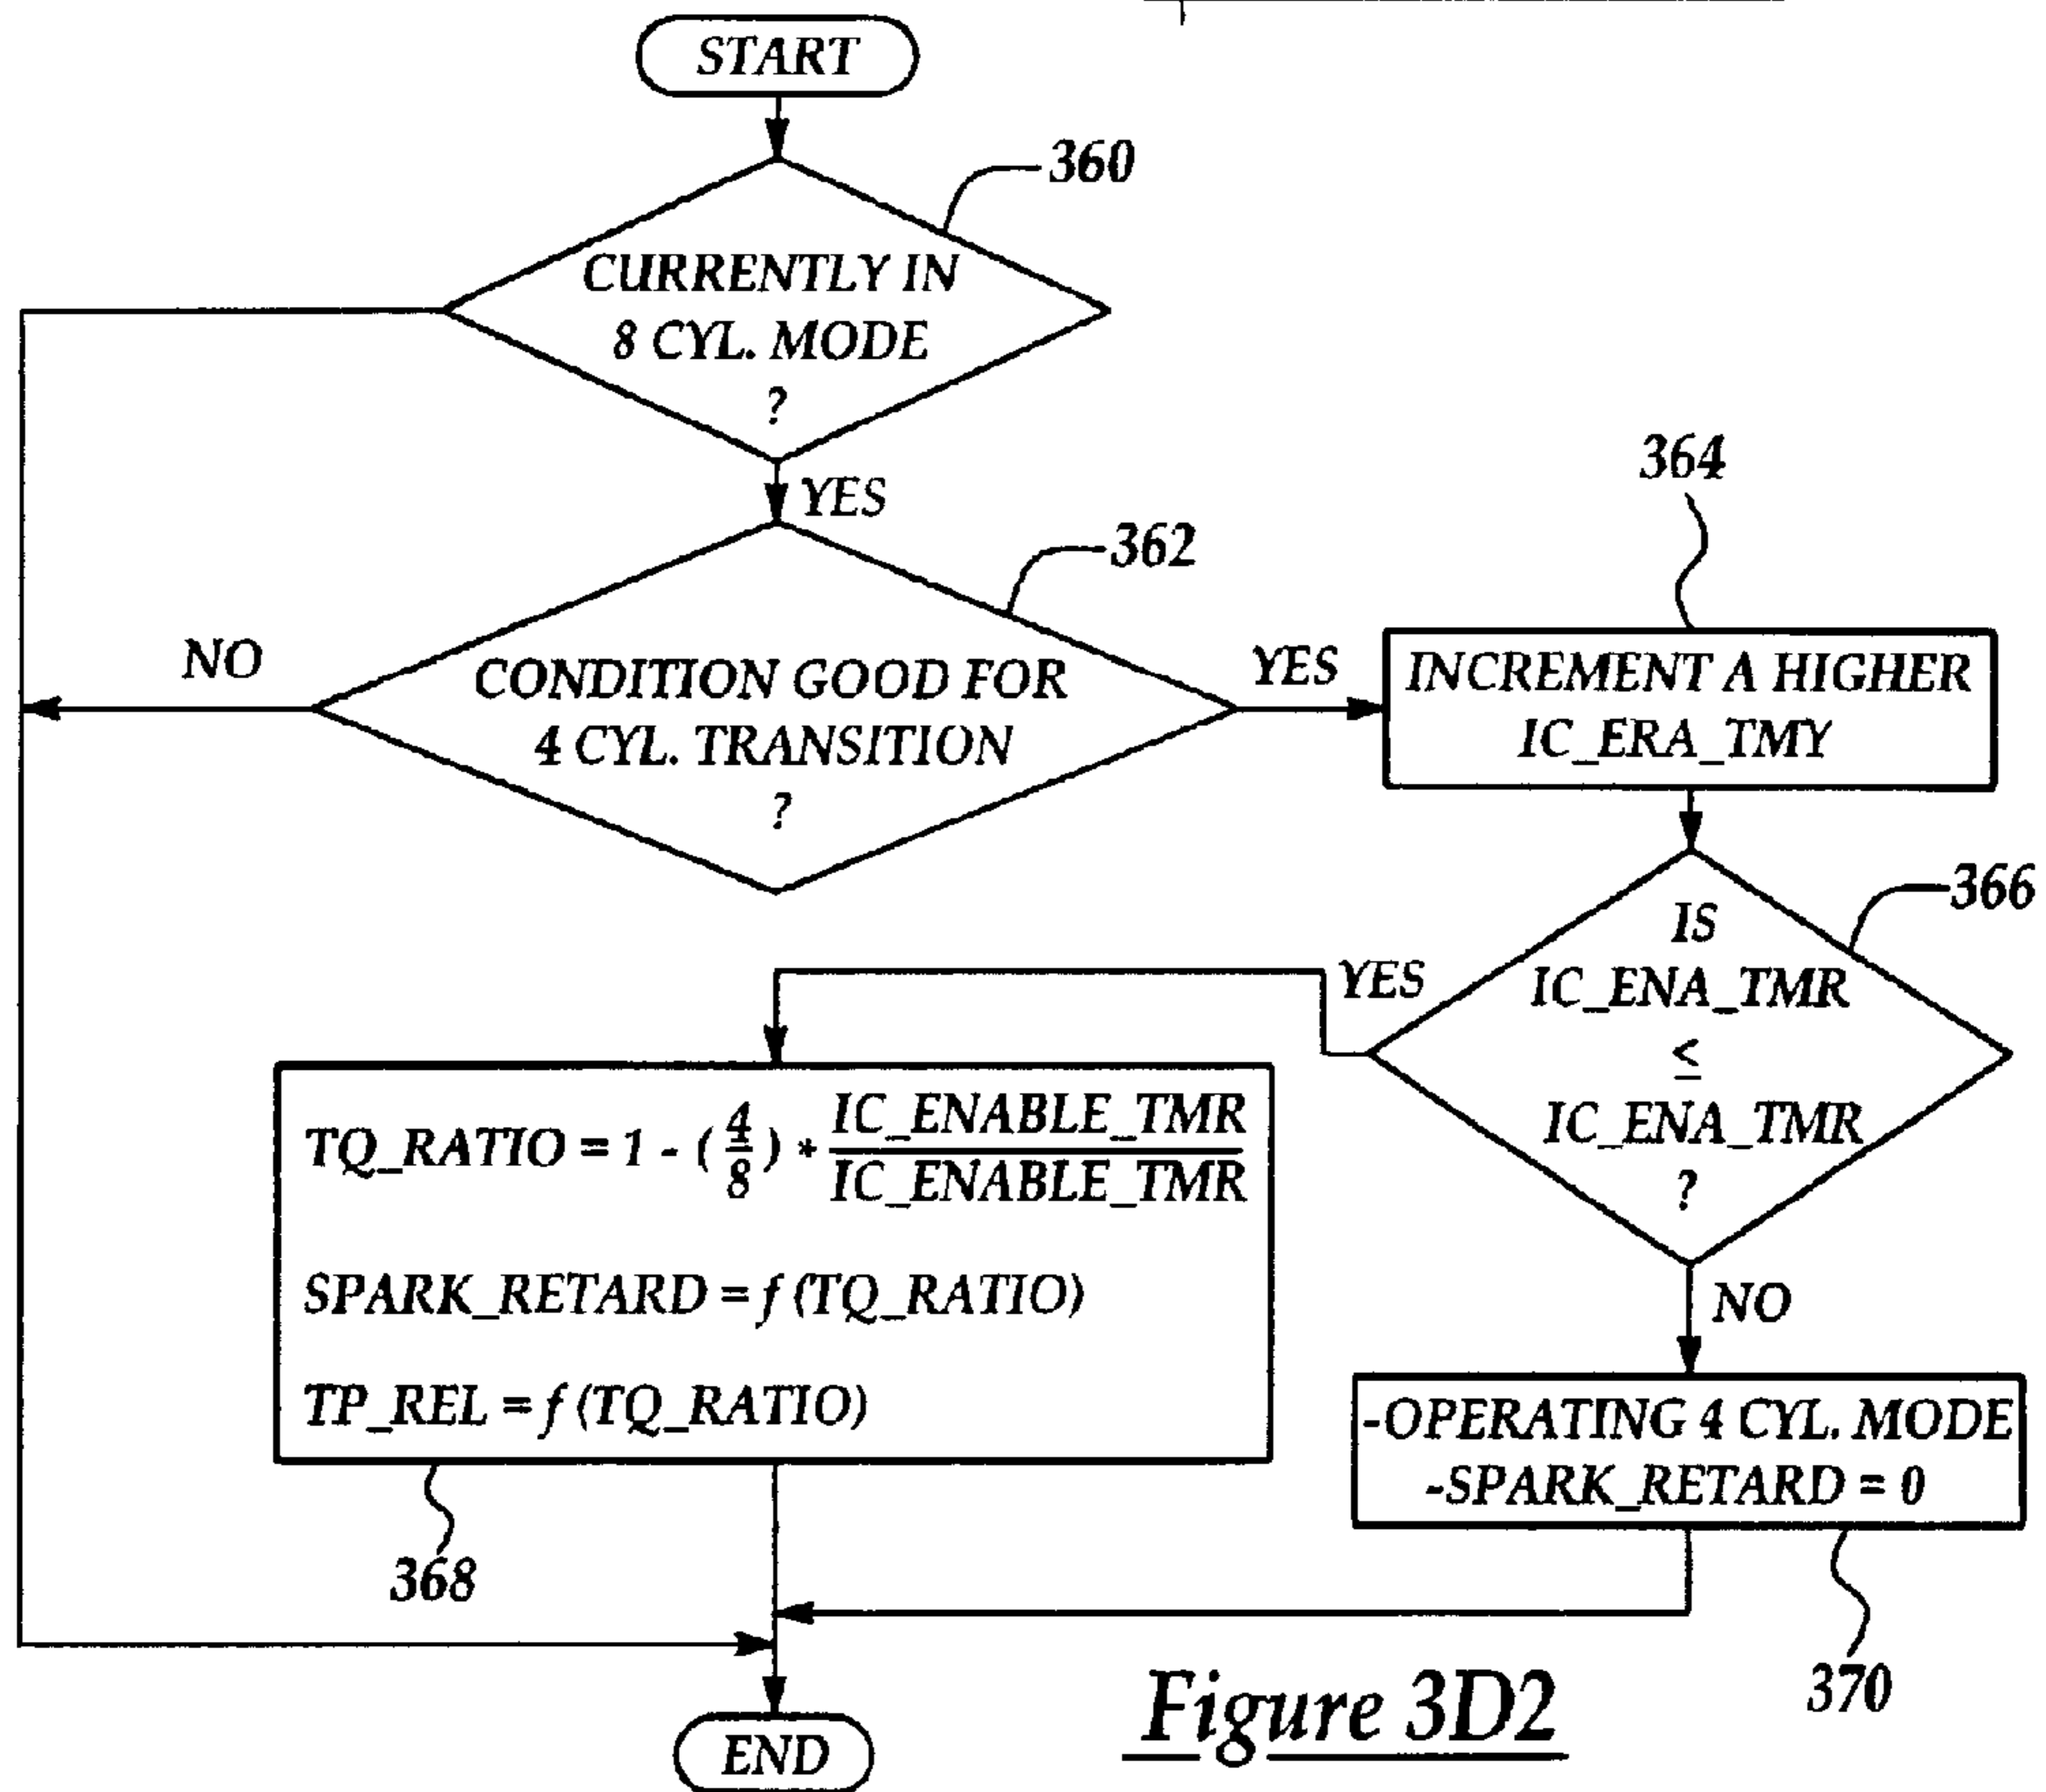 START
360
CURRENTLY IN
8 CYL. MODE
?
YES
362
CONDITION GOOD FOR
4 CYL. TRANSITION
?
NO
YES
364
INCREMENT A HIGHER
IC_ERA_TMY
366
IS
IC_ENA_TMR
≤
IC_ENA_TMR
?
YES
NO
TQ_RATIO = 1 - ( 4/8 ) * IC_ENABLE_TMR / IC_ENABLE_TMR
SPARK_RETARD = f (TQ_RATIO)
TP_REL = f (TQ_RATIO)
368
-OPERATING 4 CYL. MODE
-SPARK_RETARD = 0
370
END
Figure 3D2